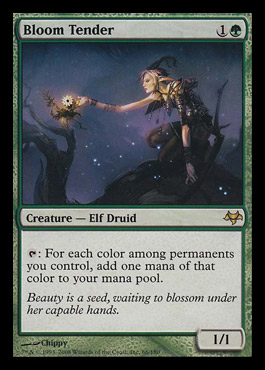 Bloom Tender 1
Creature — Elf Druid
: For each color among permanents
you control, add one mana of that
color to your mana pool.
Beauty is a seed, waiting to blossom under
her capable hands.
Chippy
1/1